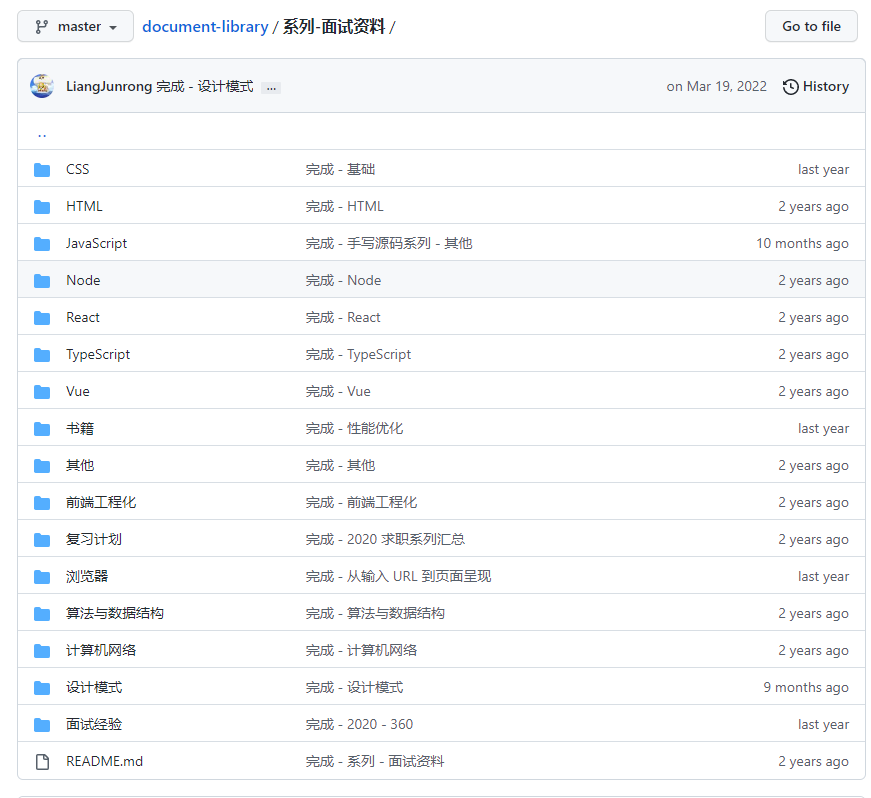 master document-library / 系列-面试资料 / Go to file
LiangJunrong 完成 - 设计模式 ... on Mar 19, 2022 History
..
CSS 完成 - 基础 last year
HTML 完成 - HTML 2 years ago
JavaScript 完成 - 手写源码系列 - 其他 10 months ago
Node 完成 - Node 2 years ago
React 完成 - React 2 years ago
TypeScript 完成 - TypeScript 2 years ago
Vue 完成 - Vue 2 years ago
书籍 完成 - 性能优化 last year
其他 完成 - 其他 2 years ago
前端工程化 完成 - 前端工程化 2 years ago
复习计划 完成 - 2020 求职系列汇总 2 years ago
浏览器 完成 - 从输入 URL 到页面呈现 last year
算法与数据结构 完成 - 算法与数据结构 2 years ago
计算机网络 完成 - 计算机网络 2 years ago
设计模式 完成 - 设计模式 9 months ago
面试经验 完成 - 2020 - 360 last year
README.md 完成 - 系列 - 面试资料 2 years ago